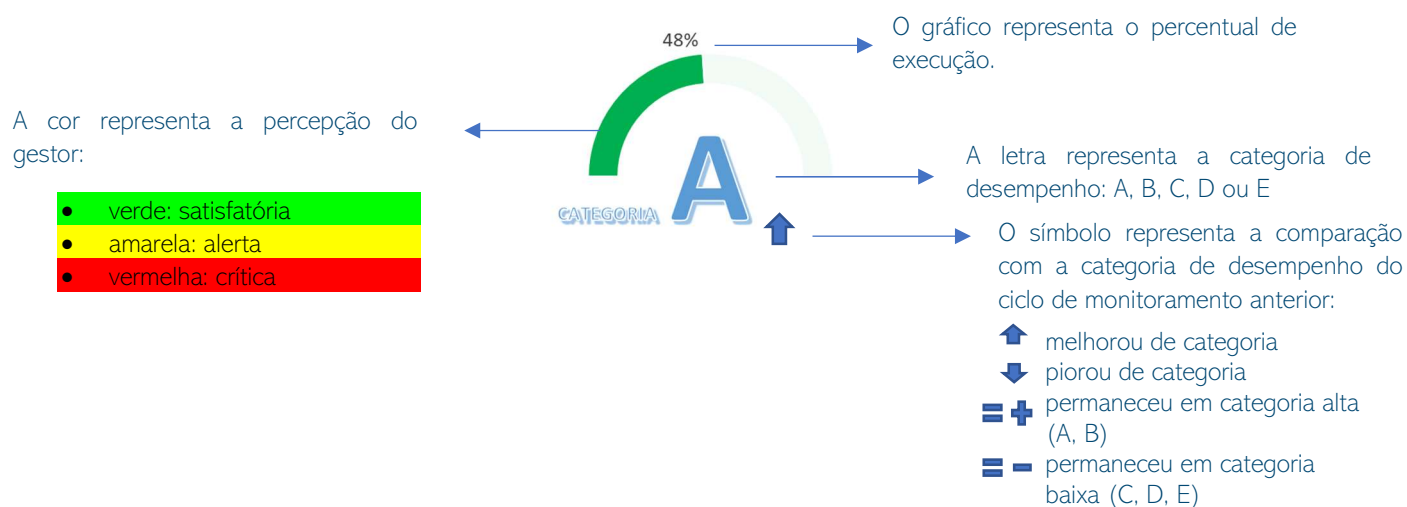 48%
O gráfico representa o percentual de
execução.
A cor representa a percepção do
gestor:
• verde: satisfatória
• amarela: alerta
• vermelha: crítica
CATEGORIA A
A letra representa a categoria de
desempenho: A, B, C, D ou E
O símbolo representa a comparação
com a categoria de desempenho do
ciclo de monitoramento anterior:
melhorou de categoria
piorou de categoria
permaneceu em categoria alta
(A, B)
permaneceu em categoria
baixa (C, D, E)